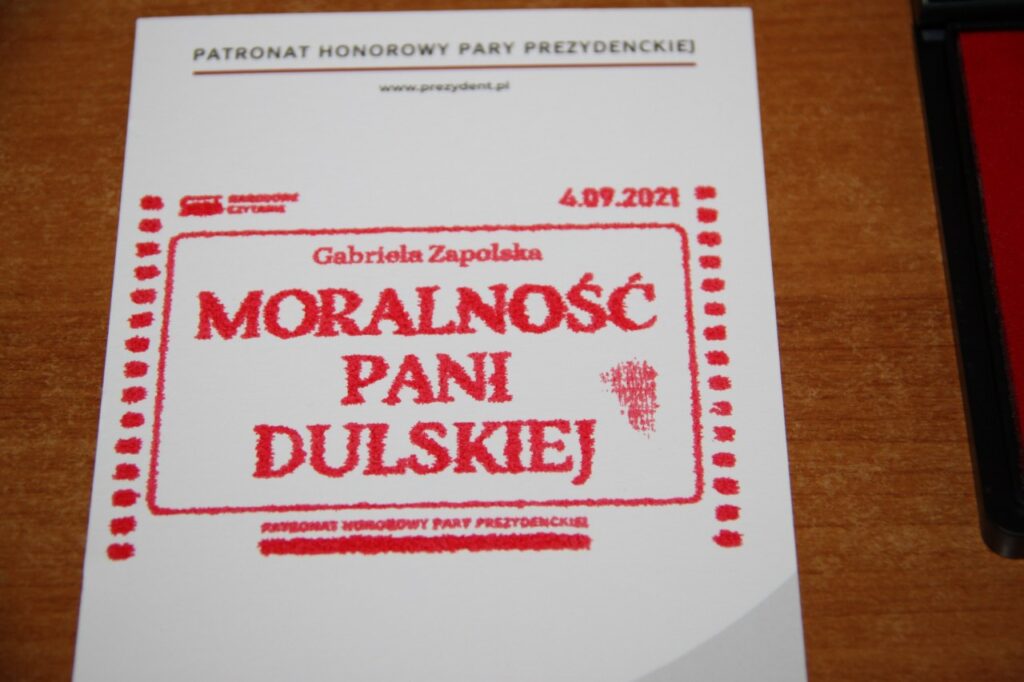 PATRONAT HONOROWY PARY PREZYDENCKIEJ
www.prezydent.pl
NARODOWE
CZYTANIE
4.09.2021
Gabriela Zapolska
MORALNOŚĆ
PANI
DULSKIEJ
PATRONAT HONOROWY PARY PREZYDENCKIEJ